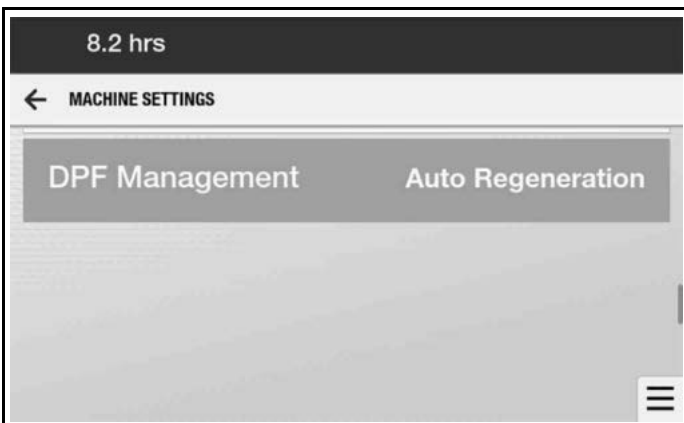 8.2 hrs
MACHINE SETTINGS
DPF Management Auto Regeneration